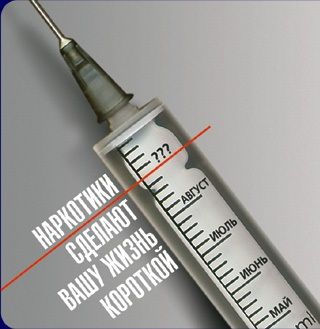 ???
АВГУСТ
ИЮЛЬ
ИЮНЬ
МАЙ
НАРКОТИКИ
СДЕЛАЮТ
ВАШУ ЖИЗНЬ
КОРОТКОЙ